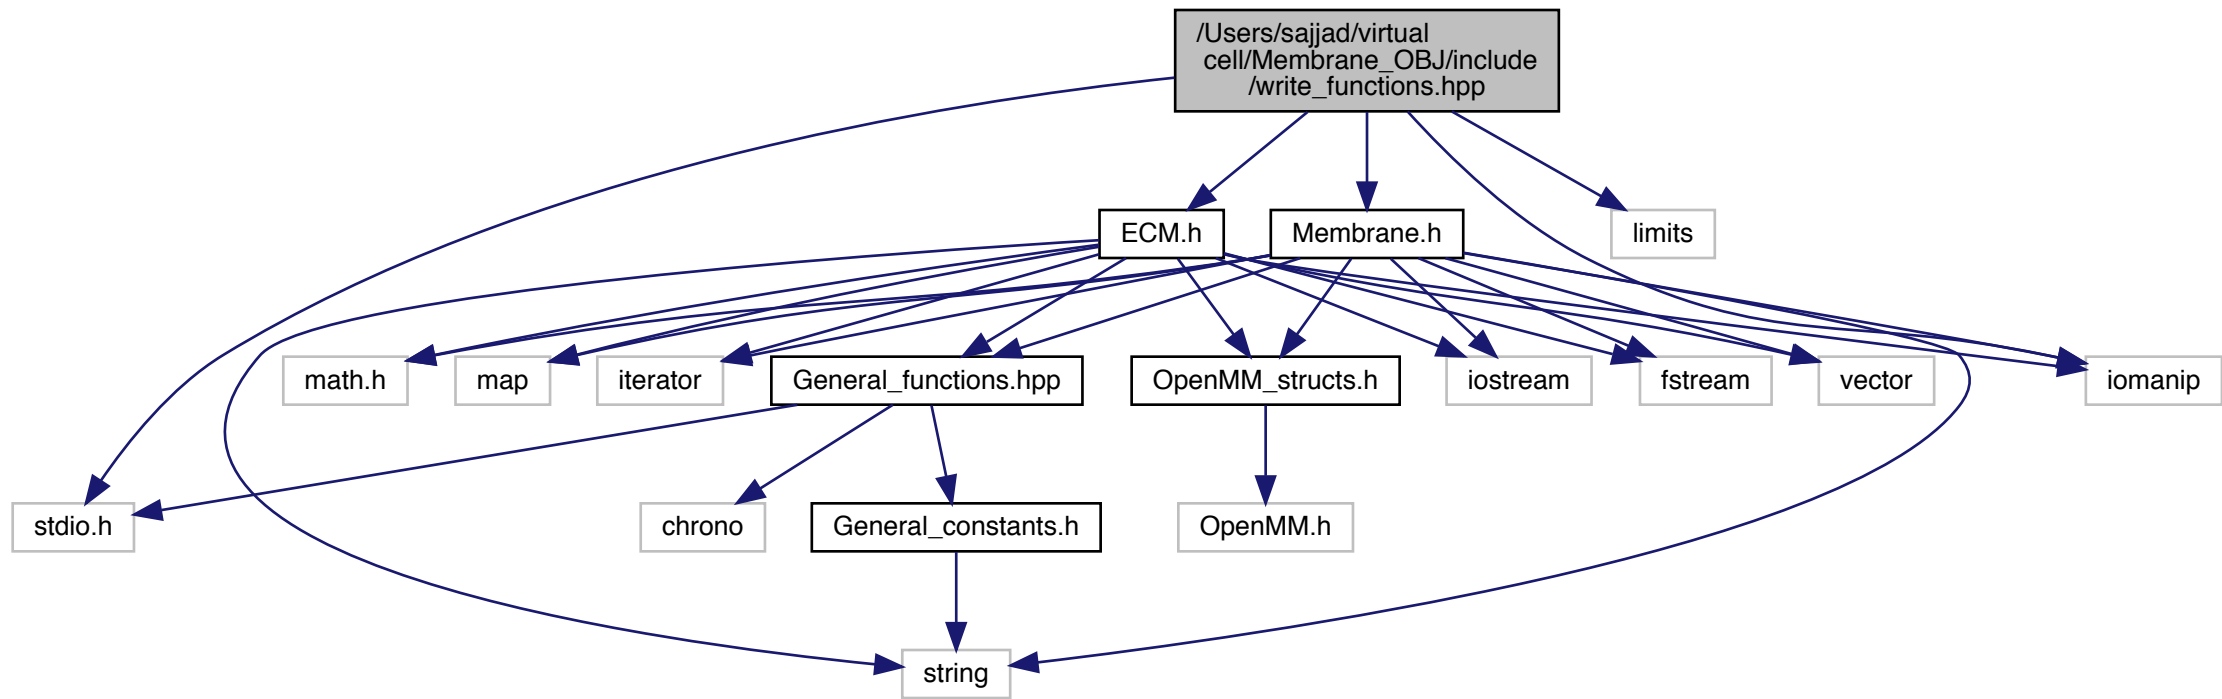 /Users/sajjad/virtual
cell/Membrane_OBJ/include
/write_functions.hpp
ECM.h
Membrane.h
limits
math.h
map
iterator
General_functions.hpp
OpenMM_structs.h
iostream
fstream
vector
iomanip
stdio.h
chrono
General_constants.h
OpenMM.h
string